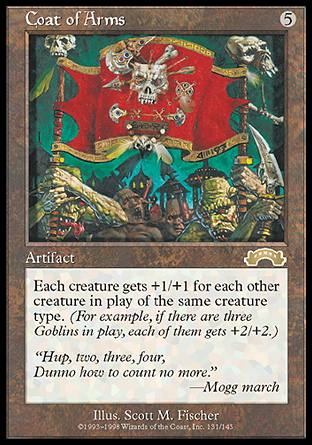 Coat of Arms 5
Artifact
Each creature gets +1/+1 for each other
creature in play of the same creature
type. (For example, if there are three
Goblins in play, each of them gets +2/+2.)
“Hup, two, three, four,
Dunno how to count no more.”
—Mogg march
Illus. Scott M. Fischer
©1993–1998 Wizards of the Coast, Inc. 131/143